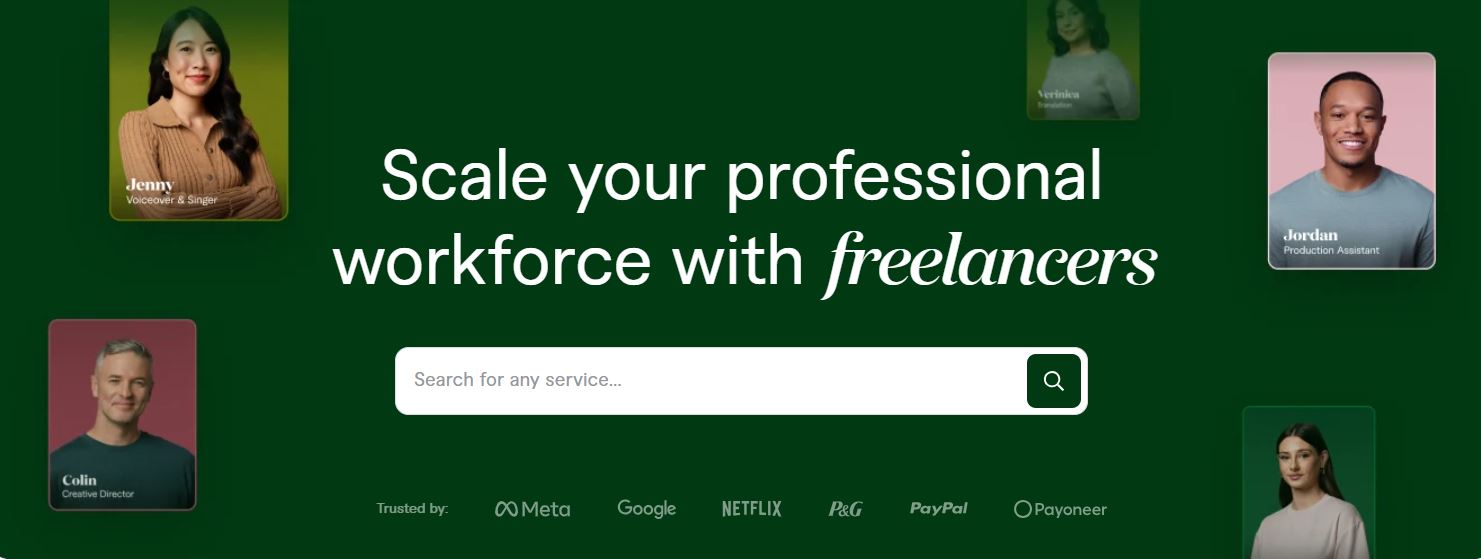 Jenny
Voiceover & Singer
Verinica
Translation
Jordan
Production Assistant
Scale your professional
workforce with freelancers
Search for any service...
Colin
Creative Director
Trusted by:
Meta
Google
NETFLIX
P&G
PayPal
Payoneer